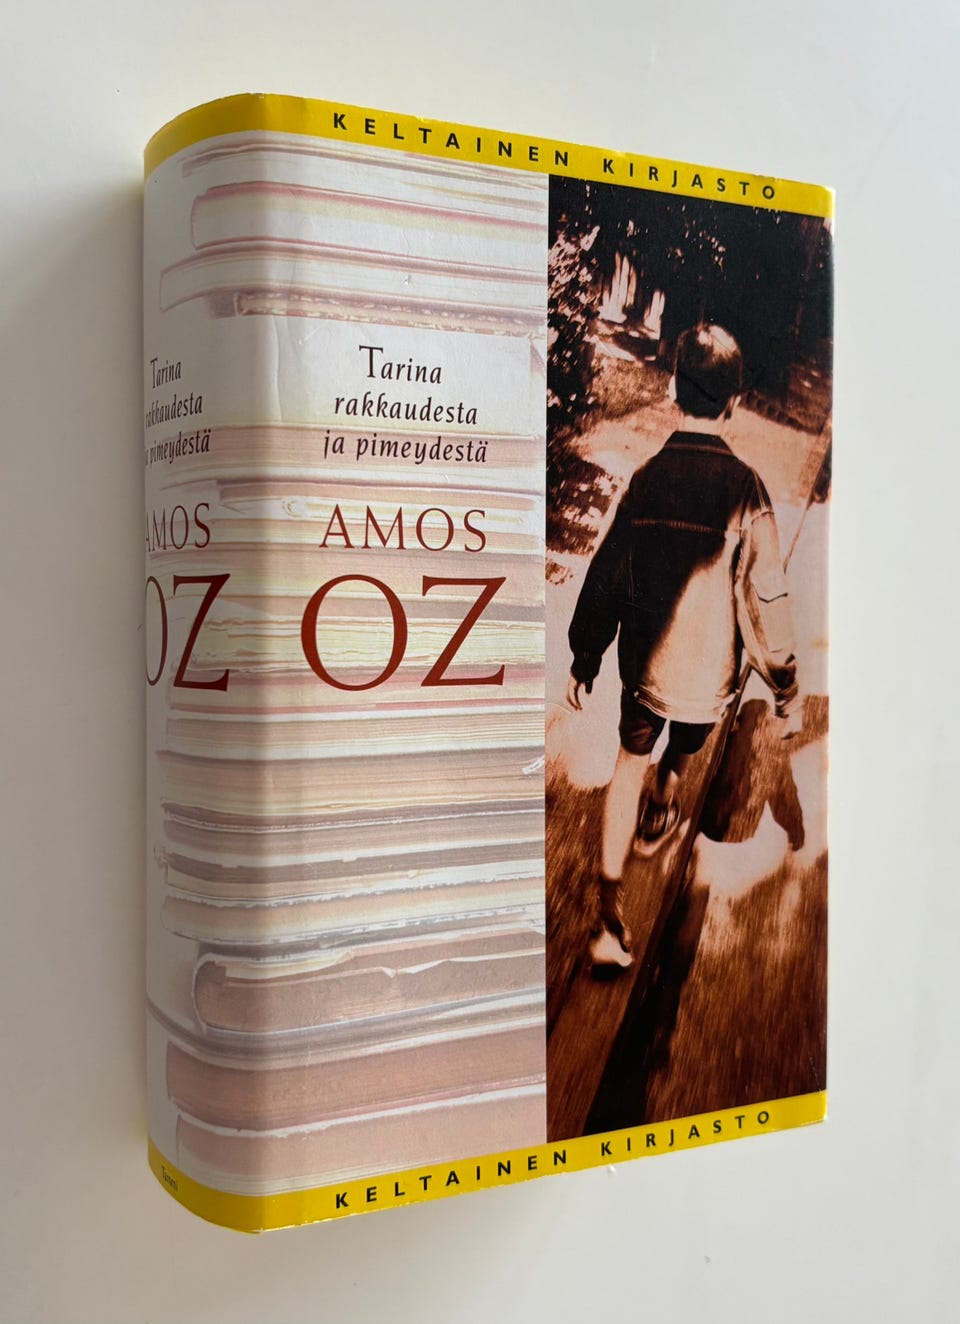 KELTAINEN KIRJASTO
Tarina
rakkaudesta
ja pimeydestä
AMOS
OZ
Tarina
rakkaudesta
ja pimeydestä
AMOS
OZ
KELTAINEN KIRJASTO
Tammi